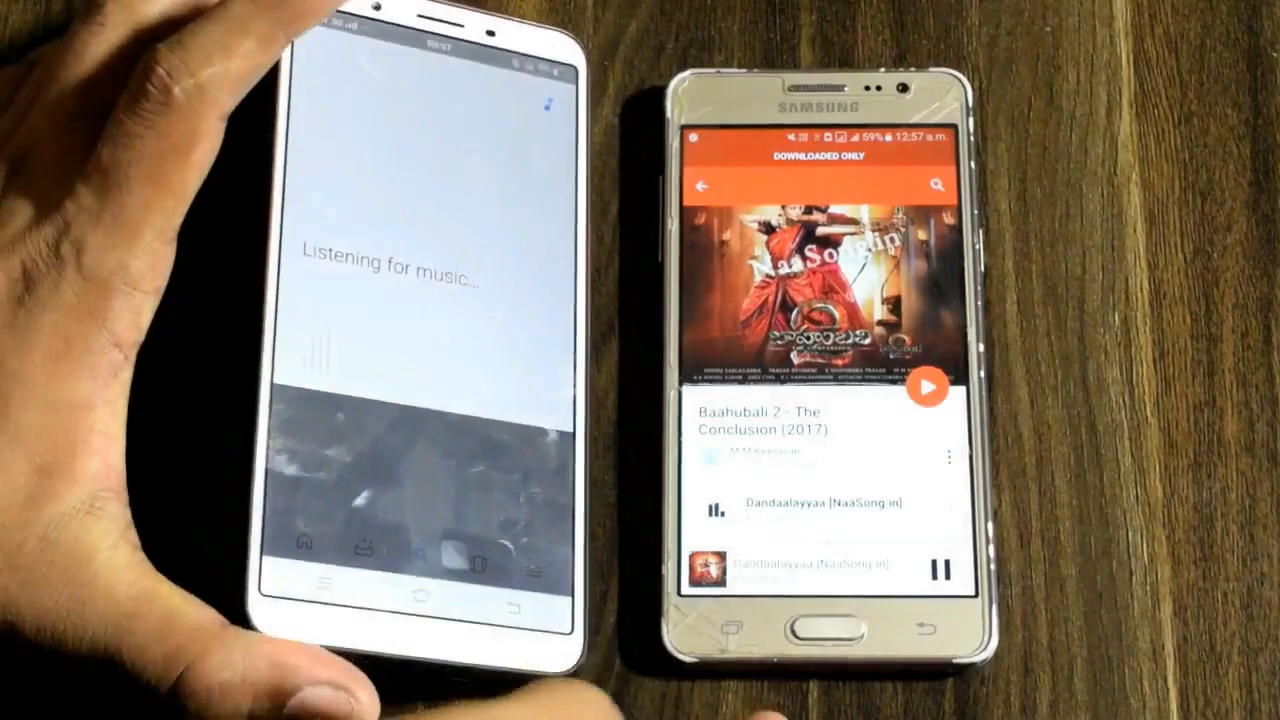 Listening for music...
SAMSUNG
59% 12:57 a.m.
DOWNLOADED ONLY
NaaSong.in
బాహుబలి
Baahubali 2 - The
Conclusion (2017)
Dandaalayyaa [NaaSong.in]
Dandaalayyaa [NaaSong.in]